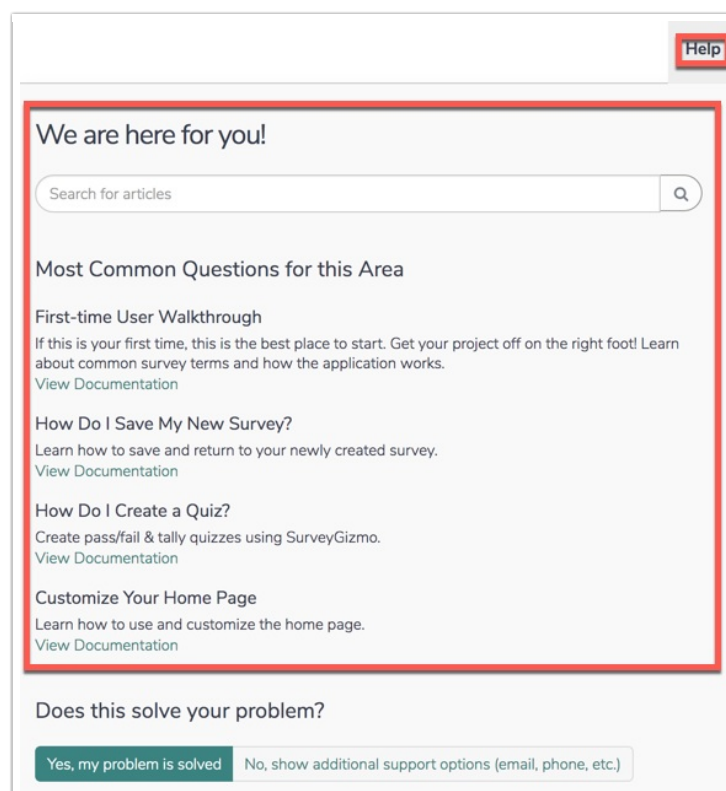 Help
We are here for you!
Search for articles
Most Common Questions for this Area
First-time User Walkthrough
If this is your first time, this is the best place to start. Get your project off on the right foot! Learn
about common survey terms and how the application works.
View Documentation
How Do I Save My New Survey?
Learn how to save and return to your newly created survey.
View Documentation
How Do I Create a Quiz?
Create pass/fail & tally quizzes using SurveyGizmo.
View Documentation
Customize Your Home Page
Learn how to use and customize the home page.
View Documentation
Does this solve your problem?
Yes, my problem is solved No, show additional support options (email, phone, etc.)